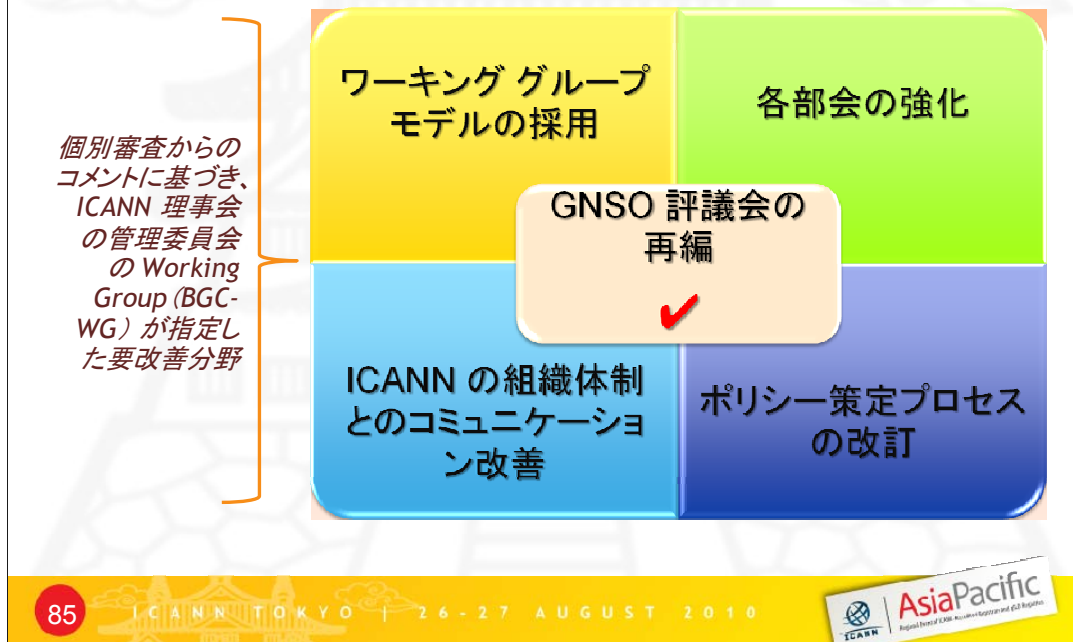 個別審査からの
コメントに基づき、
ICANN 理事会
の管理委員会
の Working
Group（BGC-
WG）が指定し
た要改善分野
ワーキング グループ
モデルの採用
各部会の強化
GNSO 評議会の
再編
✔
ICANN の組織体制
とのコミュニケーショ
ン改善
ポリシー策定プロセス
の改訂
85
ICANN TOKYO | 26-27 AUGUST 2010
ICANN
AsiaPacific